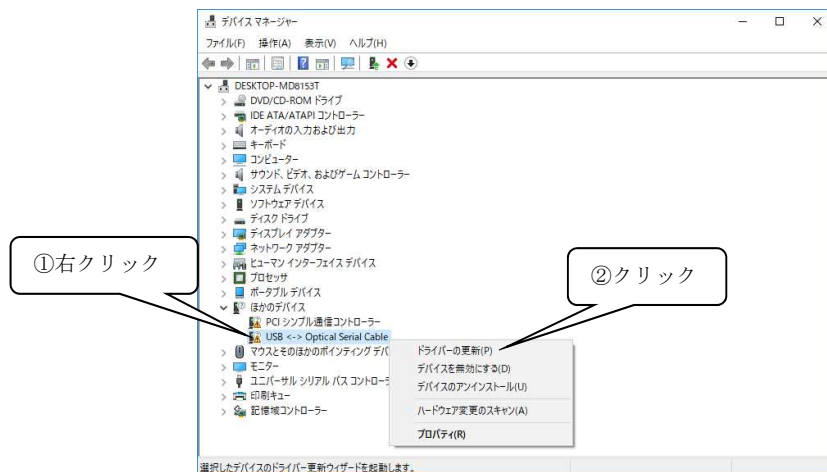 デバイス マネージャー
ファイル(F) 操作(A) 表示(V) ヘルプ(H)
DESKTOP-MD8153T
DVD/CD-ROM ドライブ
IDE ATA/ATAPI コントローラー
オーディオの入力および出力
キーボード
コンピューター
サウンド、ビデオ、およびゲーム コントローラー
システム デバイス
ソフトウェア デバイス
ディスク ドライブ
ディスプレイ アダプター
ネットワーク アダプター
ヒューマン インターフェイス デバイス
プロセッサ
ポータブル デバイス
ほかのデバイス
PCI シンプル通信コントローラー
USB <-> Optical Serial Cable
マウスとそのほかのポインティング デバ
モニター
ユニバーサル シリアル バス コントローラ
印刷キュー
記憶域コントローラー
①右クリック
②クリック
ドライバーの更新(P)
デバイスを無効にする(D)
デバイスのアンインストール(U)
ハードウェア変更のスキャン(A)
プロパティ(R)
選択したデバイスのドライバー更新ウィザードを起動します。